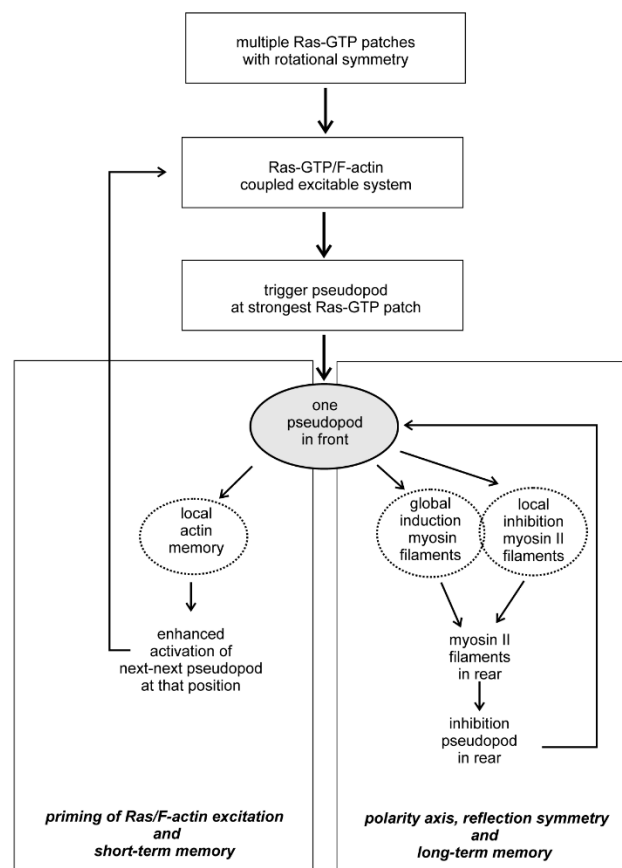 multiple Ras-GTP patches
with rotational symmetry
Ras-GTP/F-actin
coupled excitable system
trigger pseudopod
at strongest Ras-GTP patch
one
pseudopod
in front
local
actin
memory
global
induction
myosin
filaments
local
inhibition
myosin II
filaments
enhanced
activation of
next-next pseudopod
at that position
myosin II
filaments
in rear
inhibition
pseudopod
in rear
priming of Ras/F-actin excitation
and
short-term memory
polarity axis, reflection symmetry
and
long-term memory